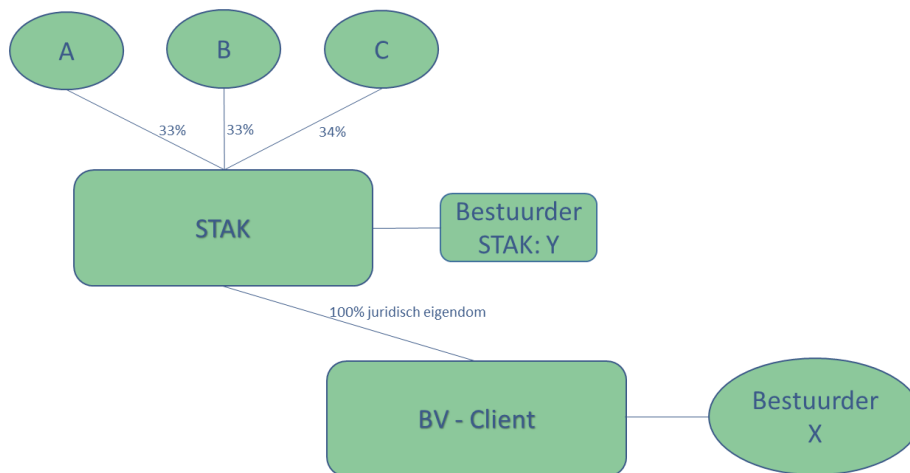 A
B
C
33%
33%
34%
STAK
Bestuurder
STAK: Y
100% juridisch eigendom
BV - Client
Bestuurder
X